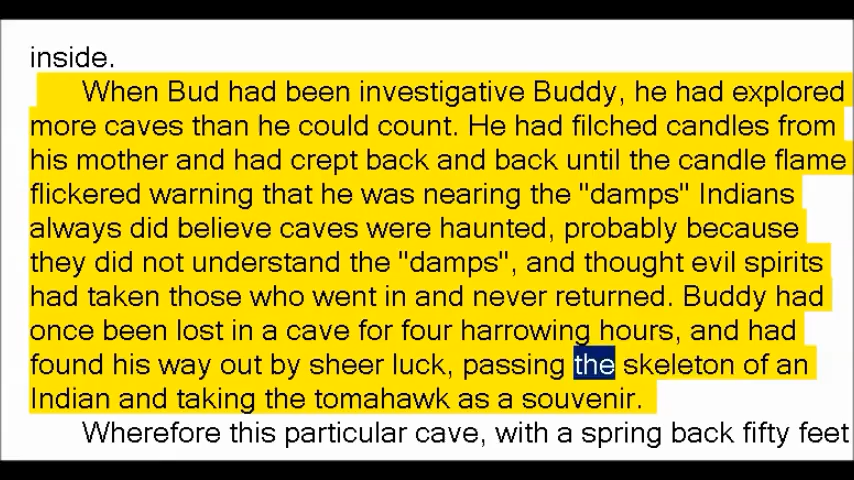 inside.
When Bud had been investigative Buddy, he had explored
more caves than he could count. He had filched candles from
his mother and had crept back and back until the candle flame
flickered warning that he was nearing the "damps" Indians
always did believe caves were haunted, probably because
they did not understand the "damps", and thought evil spirits
had taken those who went in and never returned. Buddy had
once been lost in a cave for four harrowing hours, and had
found his way out by sheer luck, passing the skeleton of an
Indian and taking the tomahawk as a souvenir.
Wherefore this particular cave, with a spring back fifty feet